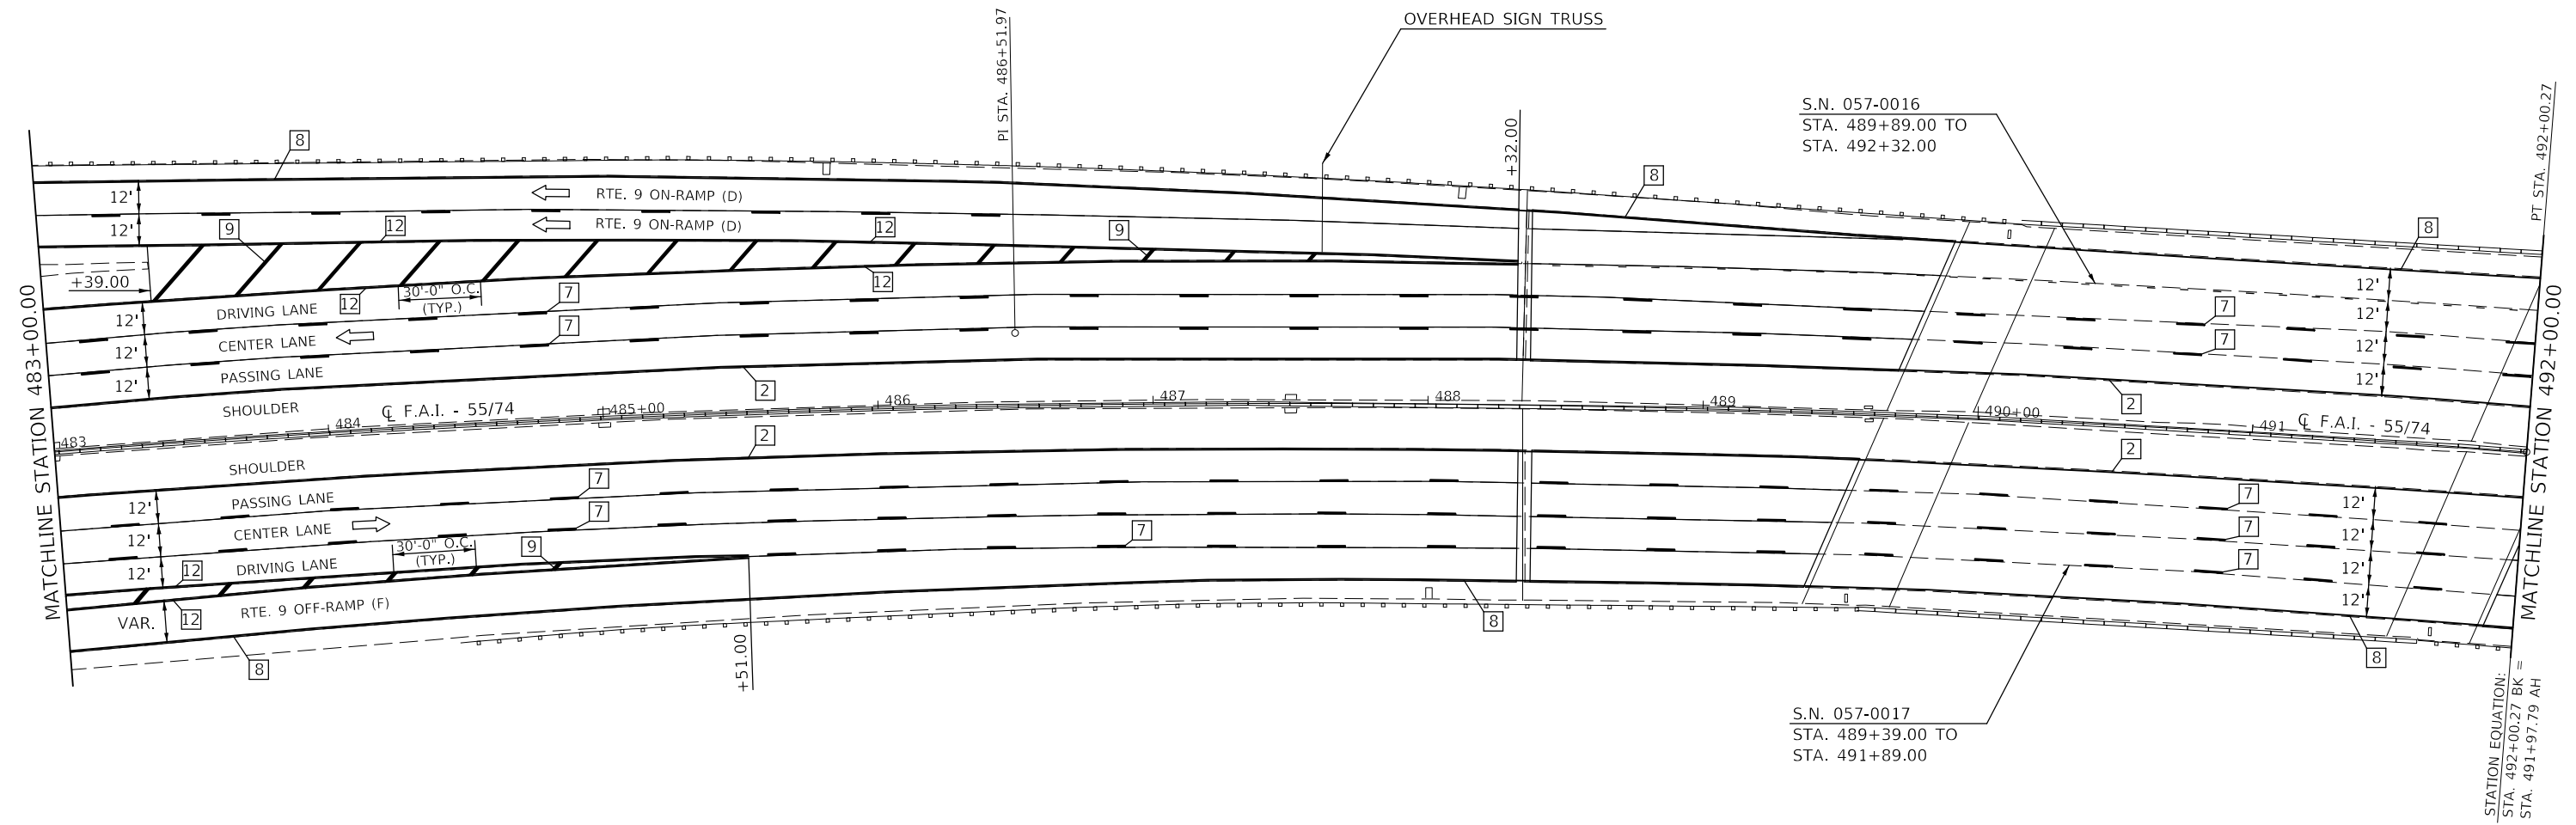 OVERHEAD SIGN TRUSS
PI STA. 486+51.97
+32.00
S.N. 057-0016
STA. 489+89.00 TO
STA. 492+32.00
PT STA. 492+00.27
8
8
8
12'
RTE. 9 ON-RAMP (D)
12'
RTE. 9 ON-RAMP (D)
9
12
12
9
+39.00
12
12
30'-0" O.C.
(TYP.)
DRIVING LANE
7
12'
CENTER LANE
7
12'
PASSING LANE
12'
2
SHOULDER
℄ F.A.I. - 55/74
12'
12'
12'
12'
7
7
2
483
484
485+00
486
487
488
489
490+00
491
℄ F.A.I. - 55/74
MATCHLINE STATION 483+00.00
MATCHLINE STATION 492+00.00
SHOULDER
2
2
PASSING LANE
12'
7
CENTER LANE
12'
7
7
30'-0" O.C.
(TYP.)
9
DRIVING LANE
12'
12
RTE. 9 OFF-RAMP (F)
VAR.
12
8
+51.00
8
12'
12'
12'
12'
7
7
7
8
S.N. 057-0017
STA. 489+39.00 TO
STA. 491+89.00
STATION EQUATION:
STA. 492+00.27 BK =
STA. 491+97.79 AH